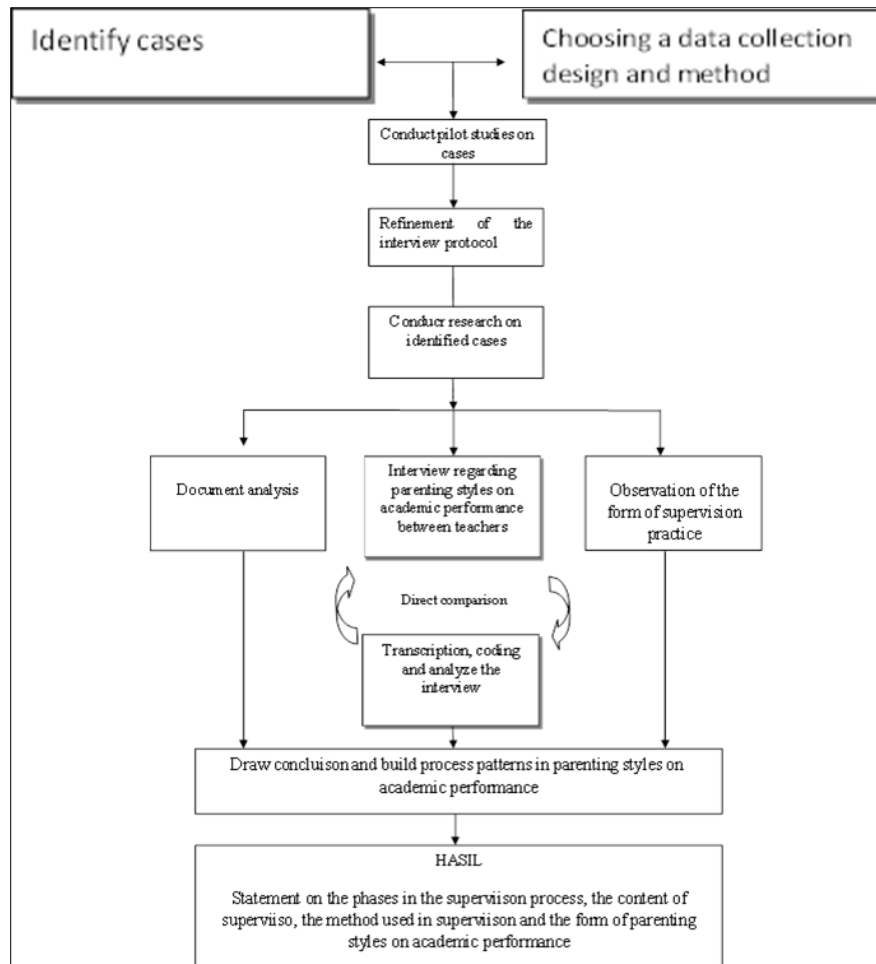 Identify cases
Choosing a data collection
design and method
Conduct pilot studies on
cases
Refinement of the
interview protocol
Conducr research on
identified cases
Document analysis
Interview regarding
parenting styles on
academic performance
between teachers
Observation of the
form of supervision
practice
Direct comparison
Transcription, coding
and analyze the
interview
Draw concluison and build process patterns in parenting styles on
academic performance
HASIL
Statement on the phases in the superviison process, the content of
superviiso, the method used in superviison and the form of parenting
styles on academic performance